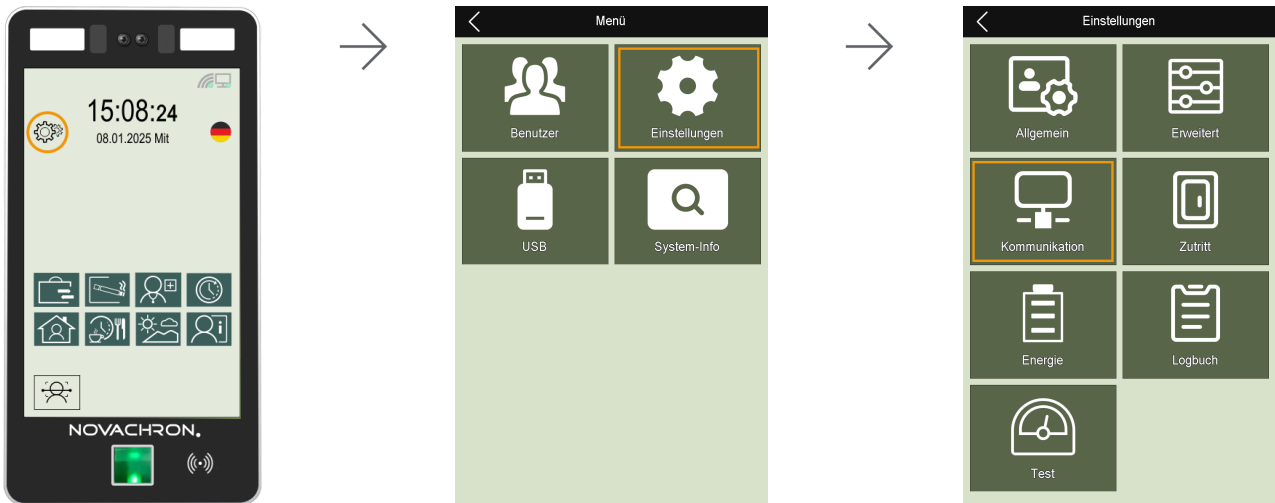 15:08:24
08.01.2025 Mit
NOVACHRON.
Menü
Benutzer
Einstellungen
USB
System-Info
Einstellungen
Allgemein
Erweitert
Kommunikation
Zutritt
Energie
Logbuch
Test